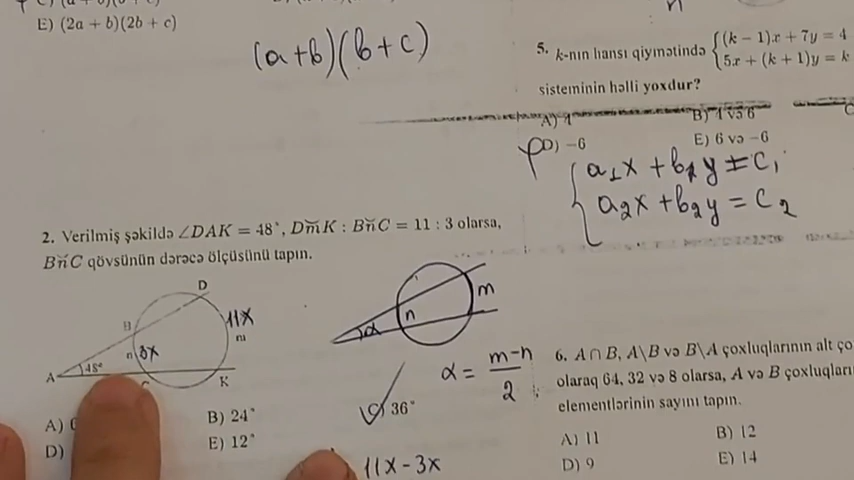 E) (2a + b)(2b + c)
(a+b)(b+c)
5. k-nın hansı qiymətində
(k − 1)x + 7y = 4
5x + (k + 1)y = k
sisteminin həlli yoxdur?
A) 4
B) 4 və 6
C
D) −6
E) 6 və −6
a₁x + b₁y = c₁
a₂x + b₂y = c₂
2. Verilmiş şəkildə ∠DAK = 48°, DmK : BnC = 11 : 3 olarsa,
BnC qövsünün dərəcə ölçüsünü tapın.
D
B
11x
m
n
3x
A
48°
C
K
α
n
m
α = (m−n)/2
A)
B) 24°
C) 36°
D)
E) 12°
11x − 3x
6. A ∩ B, A\B və B\A çoxluqlarının alt ço
olaraq 64, 32 və 8 olarsa, A və B çoxluqları
elementlərinin sayını tapın.
A) 11
B) 12
D) 9
E) 14